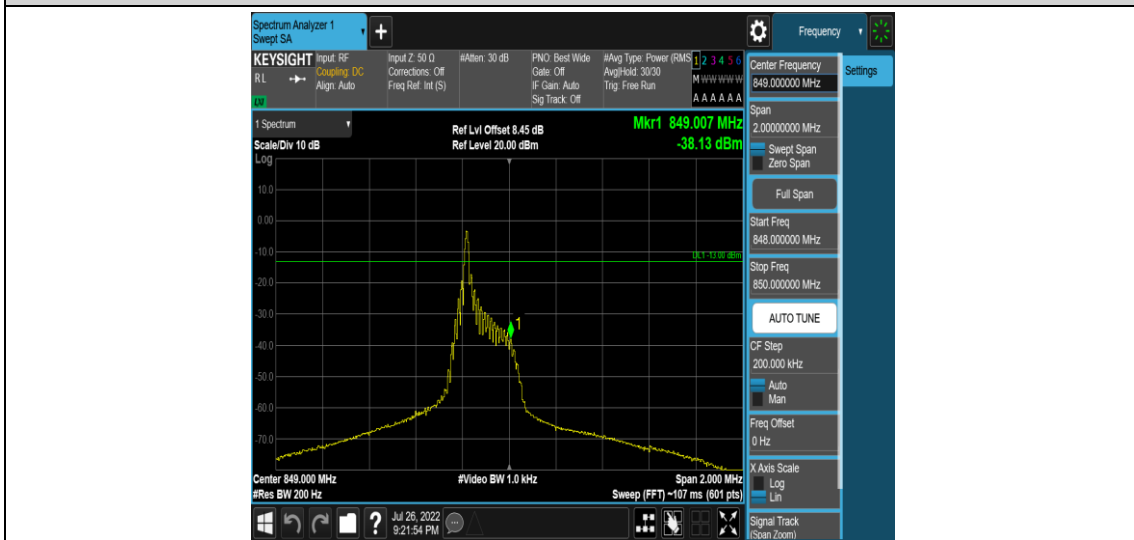 Spectrum Analyzer 1
Swept SA
+
Frequency
KEYSIGHT
RL
LXI
Input: RF
Coupling: DC
Align: Auto
Input Z: 50 Ω
Corrections: Off
Freq Ref: Int (S)
#Atten: 30 dB
PNO: Best Wide
Gate: Off
IF Gain: Auto
Sig Track: Off
#Avg Type: Power (RMS
Avg|Hold: 30/30
Trig: Free Run
1 2 3 4 5 6
M W W W W W
A A A A A A
Center Frequency
849.000000 MHz
Settings
Span
2.00000000 MHz
Swept Span
Zero Span
Full Span
Start Freq
848.000000 MHz
Stop Freq
850.000000 MHz
AUTO TUNE
CF Step
200.000 kHz
Auto
Man
Freq Offset
0 Hz
X Axis Scale
Log
Lin
Signal Track
(Span Zoom)
1 Spectrum
Scale/Div 10 dB
Ref Lvl Offset 8.45 dB
Ref Level 20.00 dBm
Mkr1 849.007 MHz
-38.13 dBm
Log
10.0
0.00
-10.0
-20.0
-30.0
-40.0
-50.0
-60.0
-70.0
DL1 -13.00 dBm
1
Center 849.000 MHz
#Video BW 1.0 kHz
Span 2.000 MHz
#Res BW 200 Hz
Sweep (FFT) ~107 ms (601 pts)
?
Jul 26, 2022
9:21:54 PM